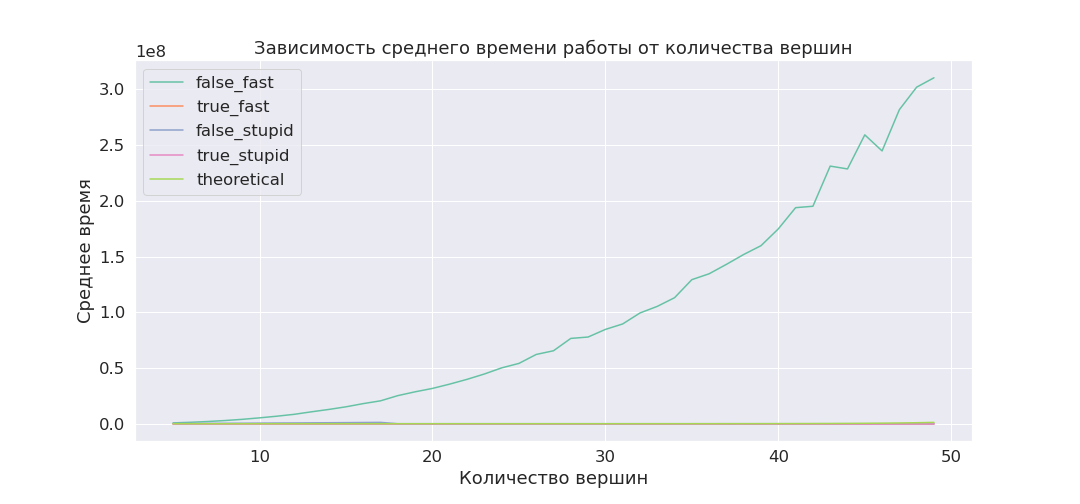 Зависимость среднего времени работы от количества вершин
1e8
false_fast
true_fast
false_stupid
true_stupid
theoretical
3.0
2.5
2.0
1.5
1.0
0.5
0.0
Среднее время
10 20 30 40 50
Количество вершин